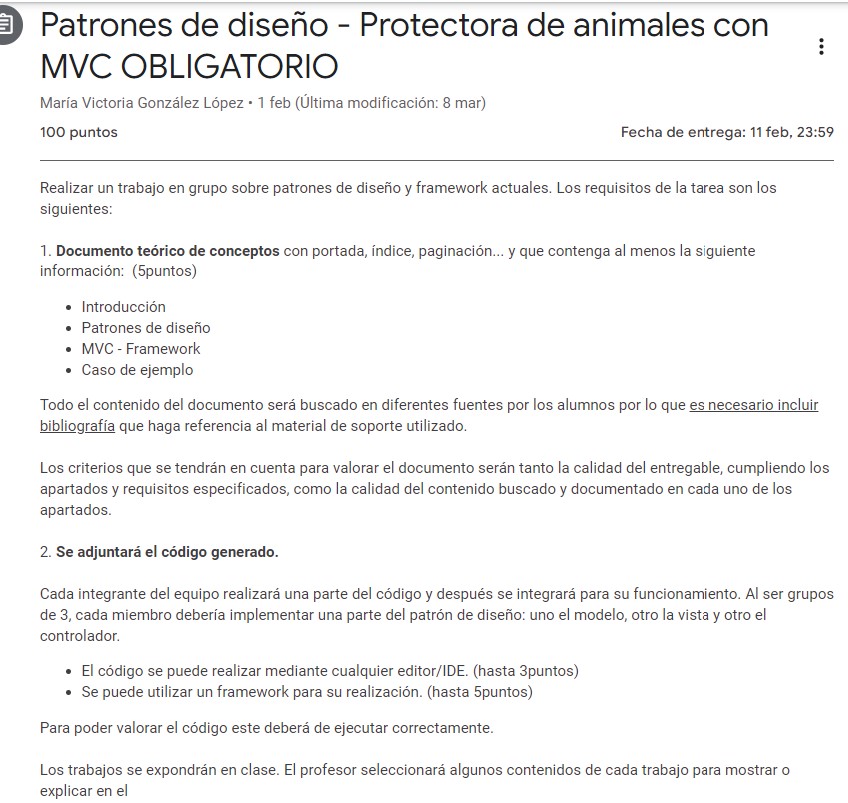 Patrones de diseño - Protectora de animales con
MVC OBLIGATORIO
María Victoria González López • 1 feb (Última modificación: 8 mar)
100 puntos
Fecha de entrega: 11 feb, 23:59
Realizar un trabajo en grupo sobre patrones de diseño y framework actuales. Los requisitos de la tarea son los
siguientes:
1. Documento teórico de conceptos con portada, índice, paginación... y que contenga al menos la siguiente
información:  (5puntos)
• Introducción
• Patrones de diseño
• MVC - Framework
• Caso de ejemplo
Todo el contenido del documento será buscado en diferentes fuentes por los alumnos por lo que es necesario incluir
bibliografía que haga referencia al material de soporte utilizado.
Los criterios que se tendrán en cuenta para valorar el documento serán tanto la calidad del entregable, cumpliendo los
apartados y requisitos especificados, como la calidad del contenido buscado y documentado en cada uno de los
apartados.
2. Se adjuntará el código generado.
Cada integrante del equipo realizará una parte del código y después se integrará para su funcionamiento. Al ser grupos
de 3, cada miembro debería implementar una parte del patrón de diseño: uno el modelo, otro la vista y otro el
controlador.
• El código se puede realizar mediante cualquier editor/IDE. (hasta 3puntos)
• Se puede utilizar un framework para su realización. (hasta 5puntos)
Para poder valorar el código este deberá de ejecutar correctamente.
Los trabajos se expondrán en clase. El profesor seleccionará algunos contenidos de cada trabajo para mostrar o
explicar en el